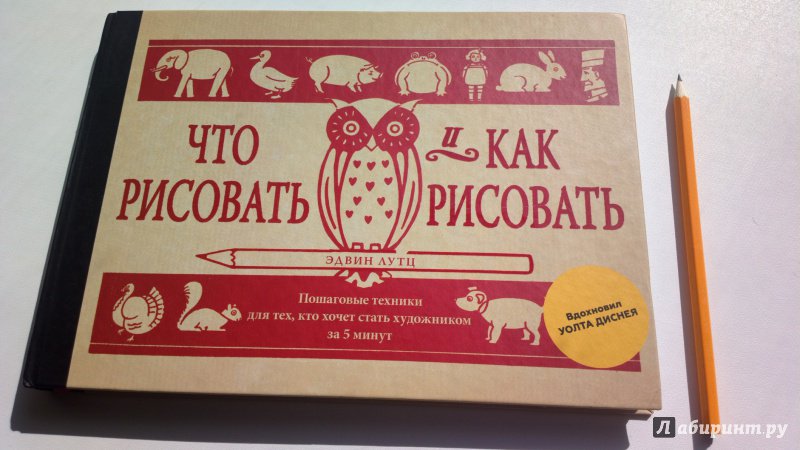 ЧТО
РИСОВАТЬ
И КАК
РИСОВАТЬ
ЭДВИН ЛУТЦ
Пошаговые техники
для тех, кто хочет стать художником
за 5 минут
Вдохновил
УОЛТА ДИСНЕЯ
Лабиринт.ру